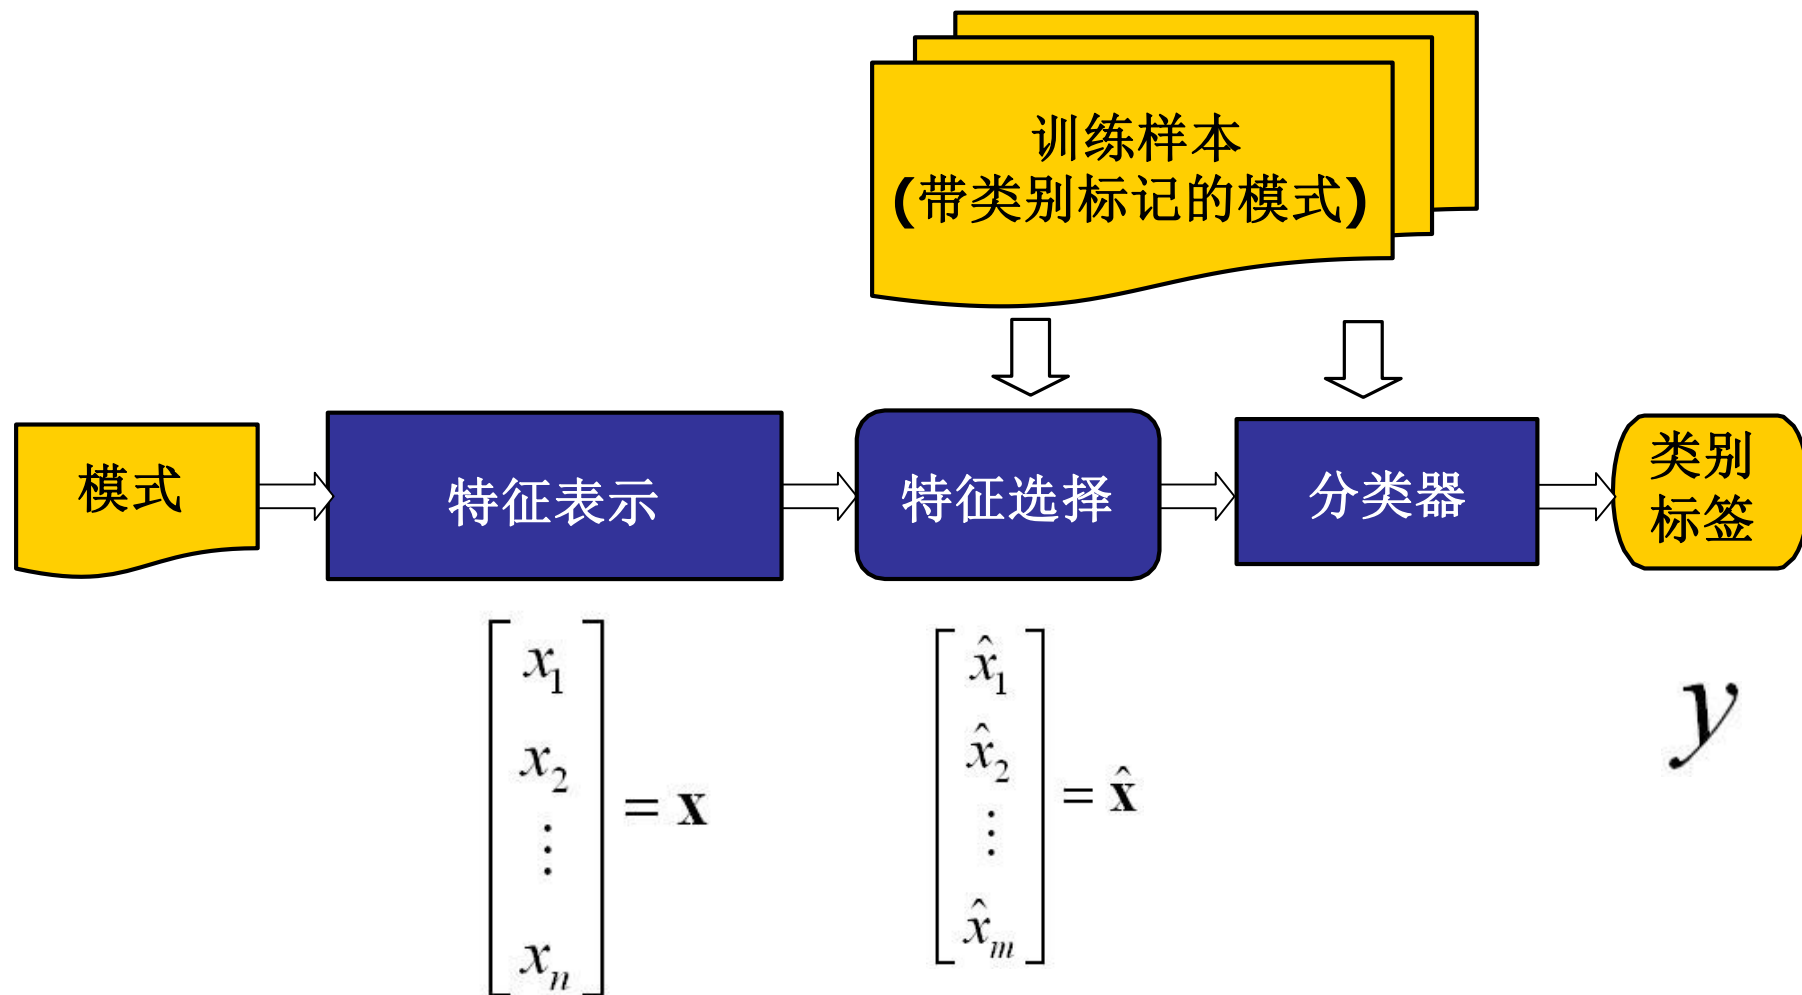 训练样本
(带类别标记的模式)
模式
特征表示
特征选择
分类器
类别
标签
x₁
x₂
⋮
xₙ
= x
x̂₁
x̂₂
⋮
x̂ₘ
= x̂
y